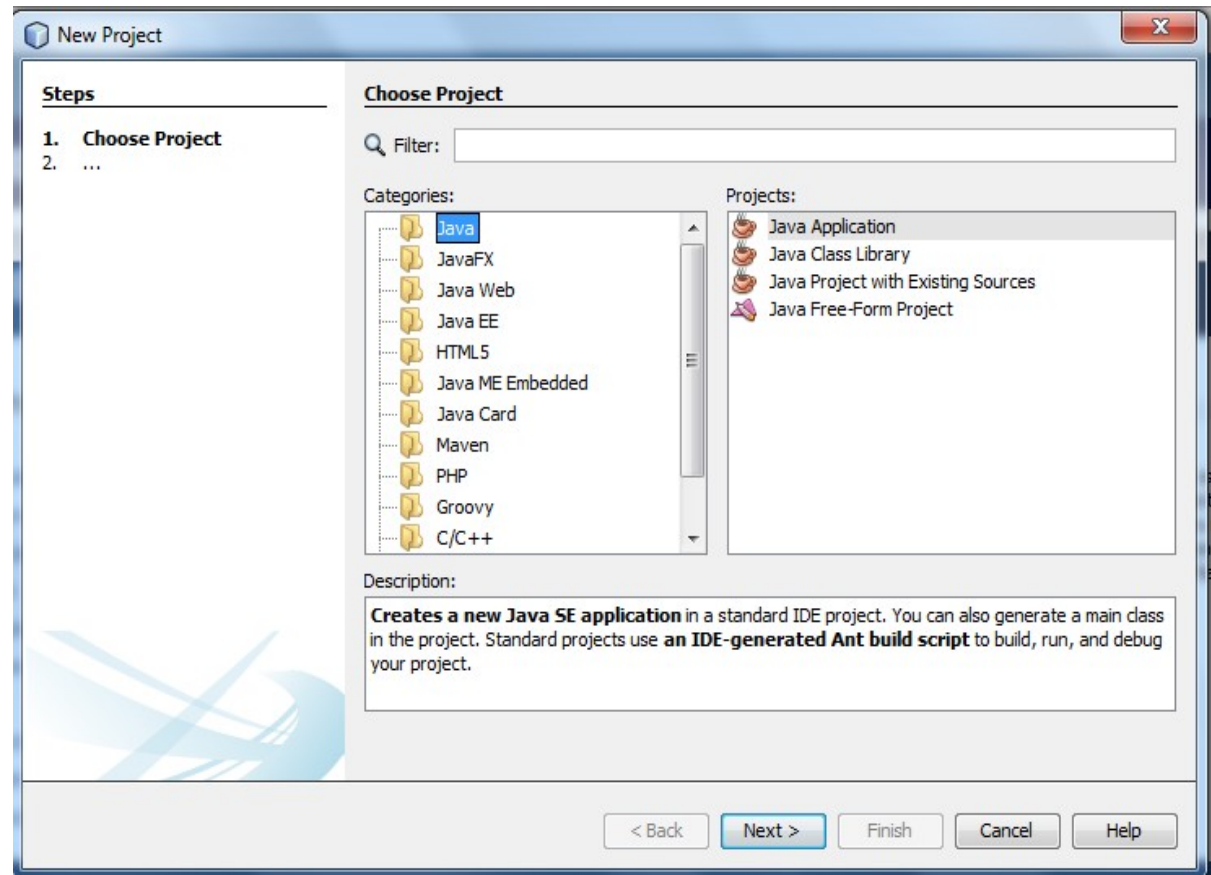 New Project
Steps
1. Choose Project
2. ...
Choose Project
Filter:
Categories:
Java
JavaFX
Java Web
Java EE
HTML5
Java ME Embedded
Java Card
Maven
PHP
Groovy
C/C++
Projects:
Java Application
Java Class Library
Java Project with Existing Sources
Java Free-Form Project
Description:
Creates a new Java SE application in a standard IDE project. You can also generate a main class
in the project. Standard projects use an IDE-generated Ant build script to build, run, and debug
your project.
< Back
Next >
Finish
Cancel
Help